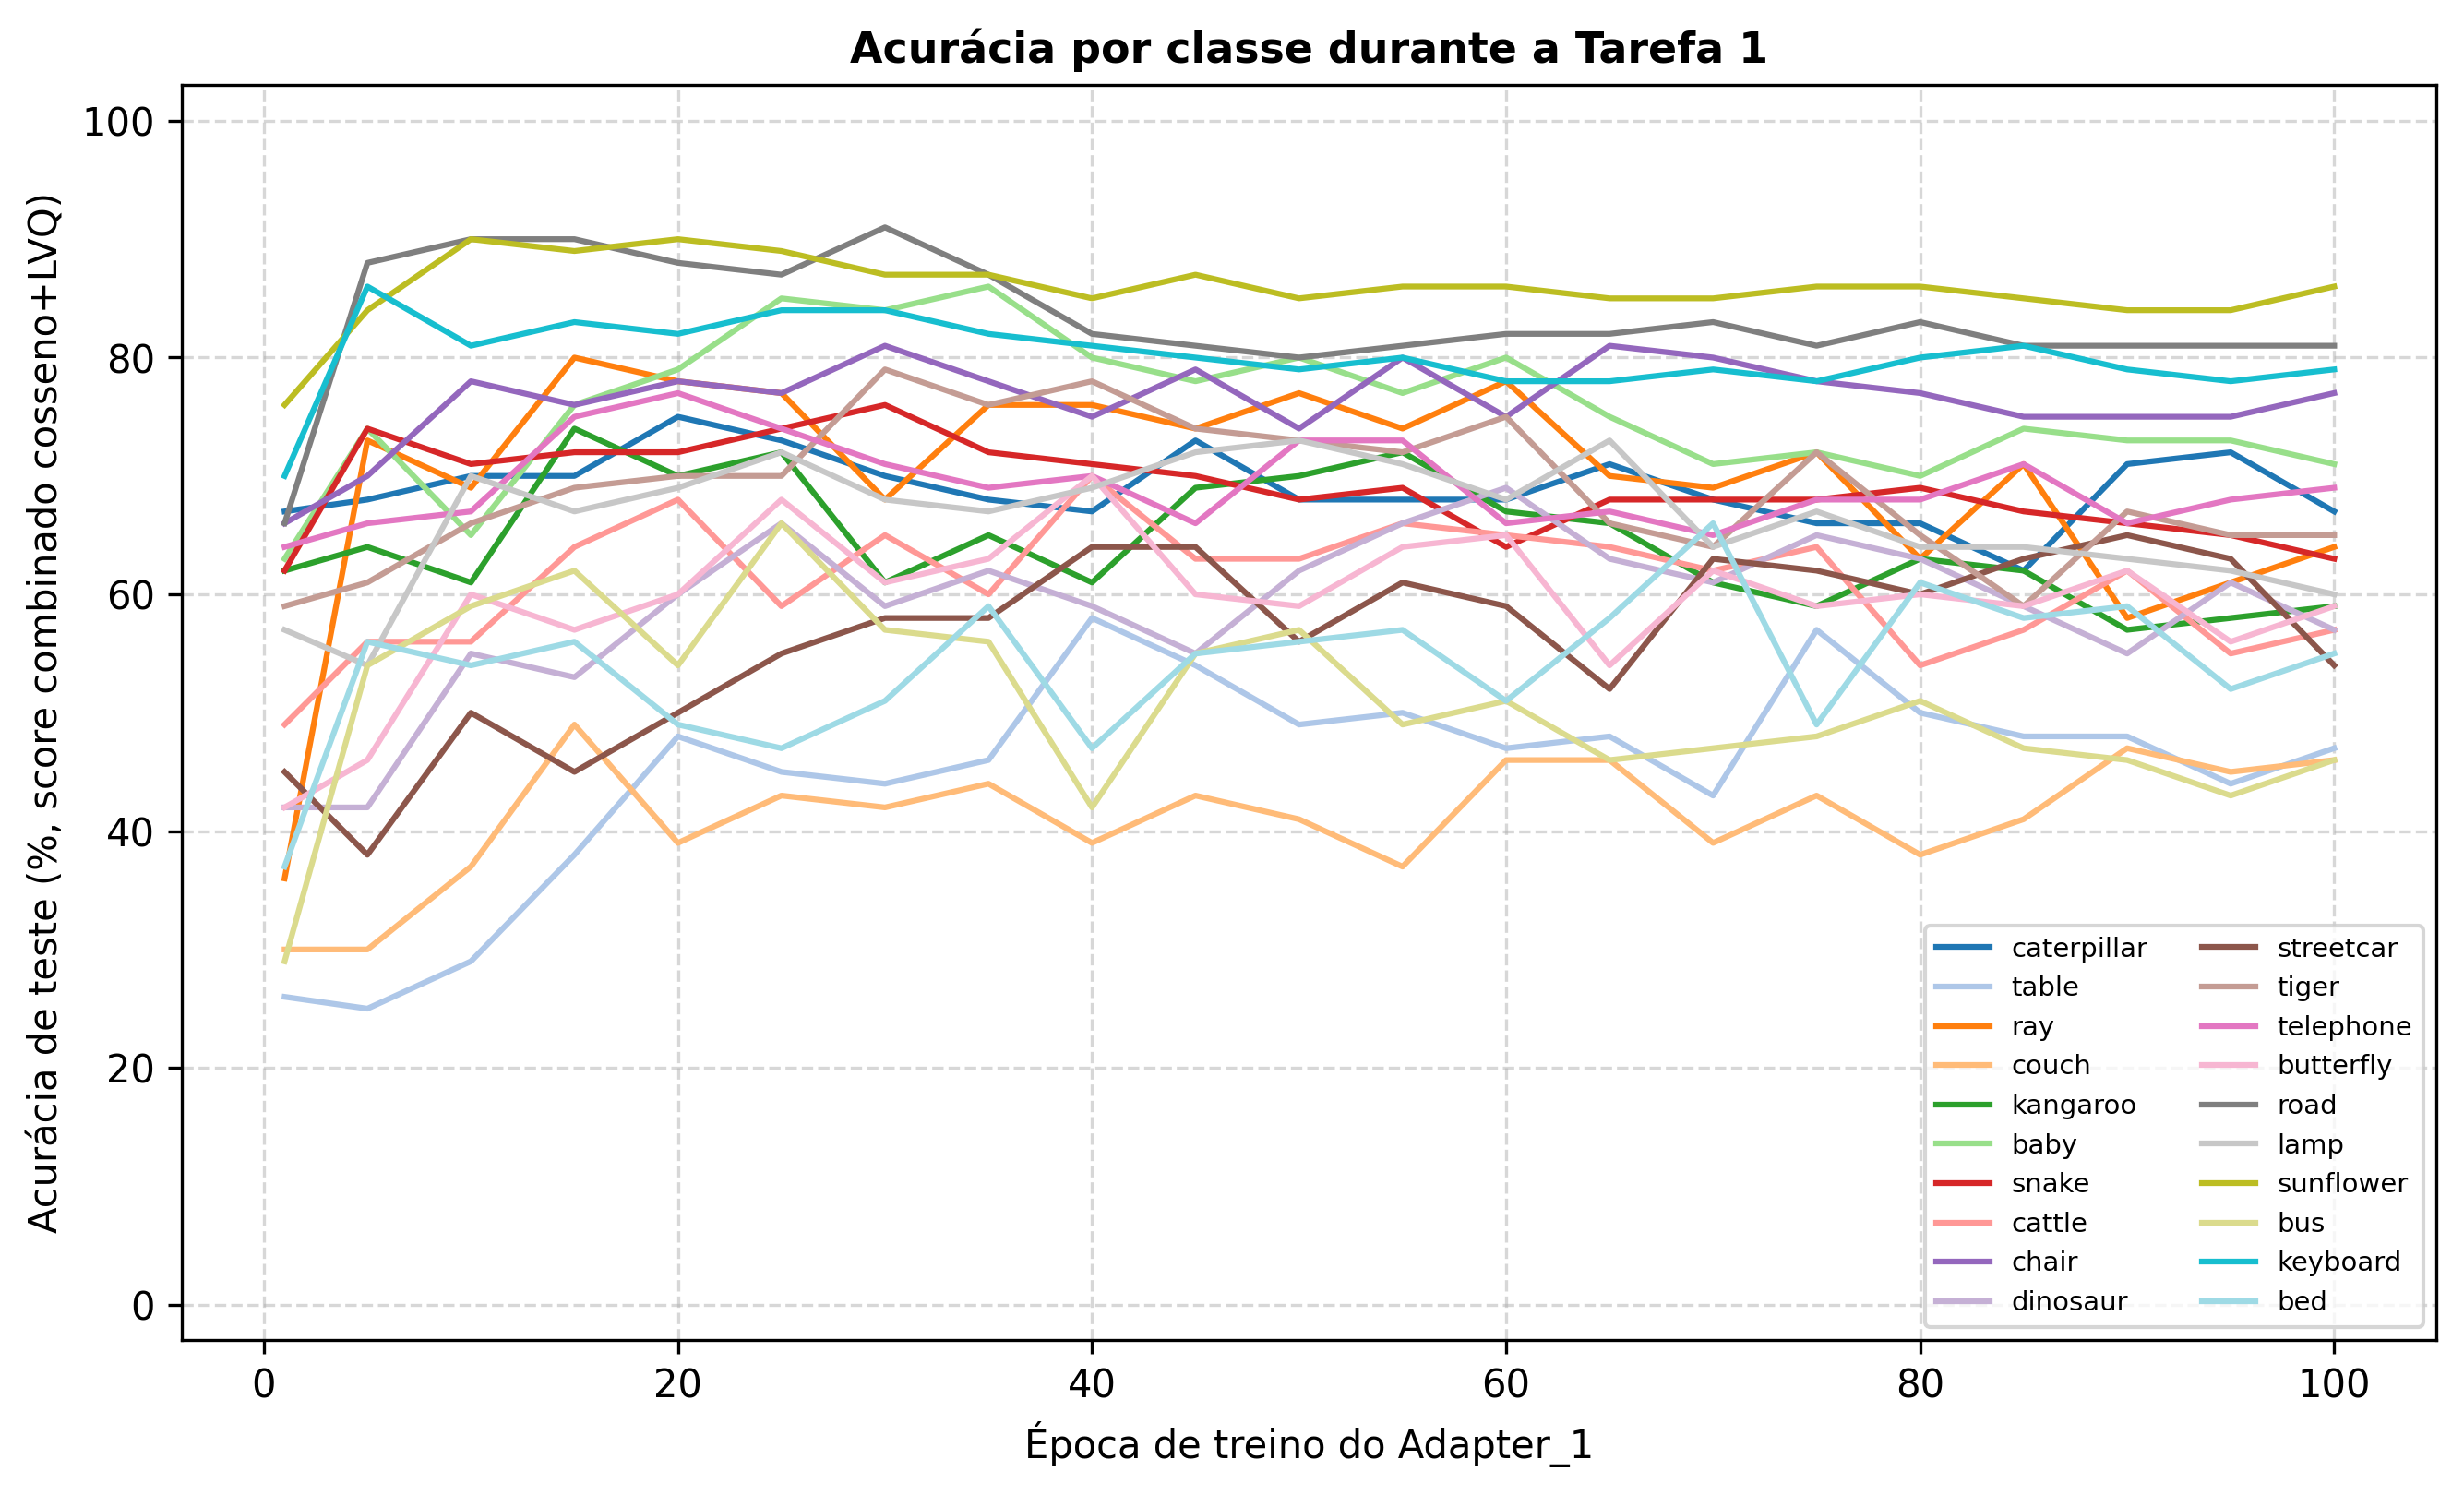 Acurácia por classe durante a Tarefa 1
Acurácia de teste (%, score combinado cosseno+LVQ)
100
80
60
40
20
0
0 20 40 60 80 100
Época de treino do Adapter_1
caterpillar
table
ray
couch
kangaroo
baby
snake
cattle
chair
dinosaur
streetcar
tiger
telephone
butterfly
road
lamp
sunflower
bus
keyboard
bed